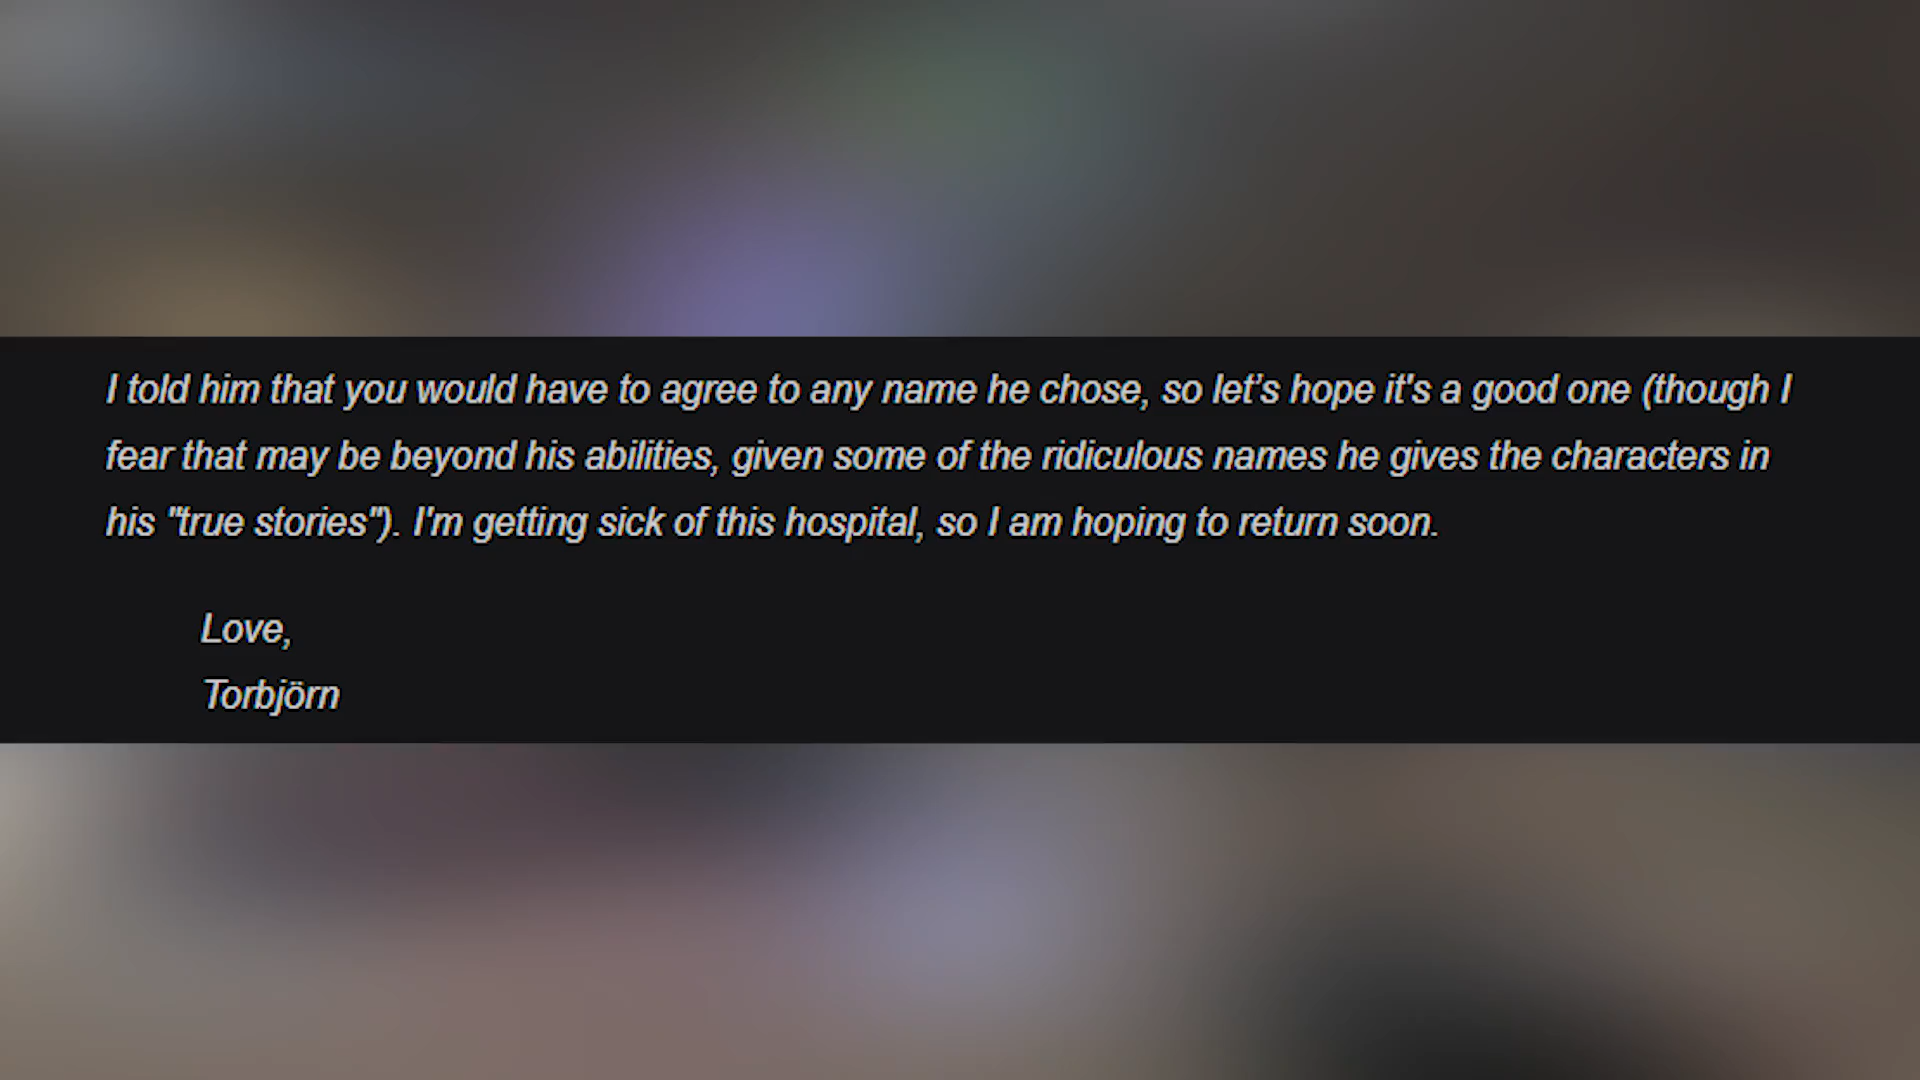 I told him that you would have to agree to any name he chose, so let’s hope it's a good one (though I
fear that may be beyond his abilities, given some of the ridiculous names he gives the characters in
his "true stories"). I'm getting sick of this hospital, so I am hoping to return soon.
Love,
Torbjörn